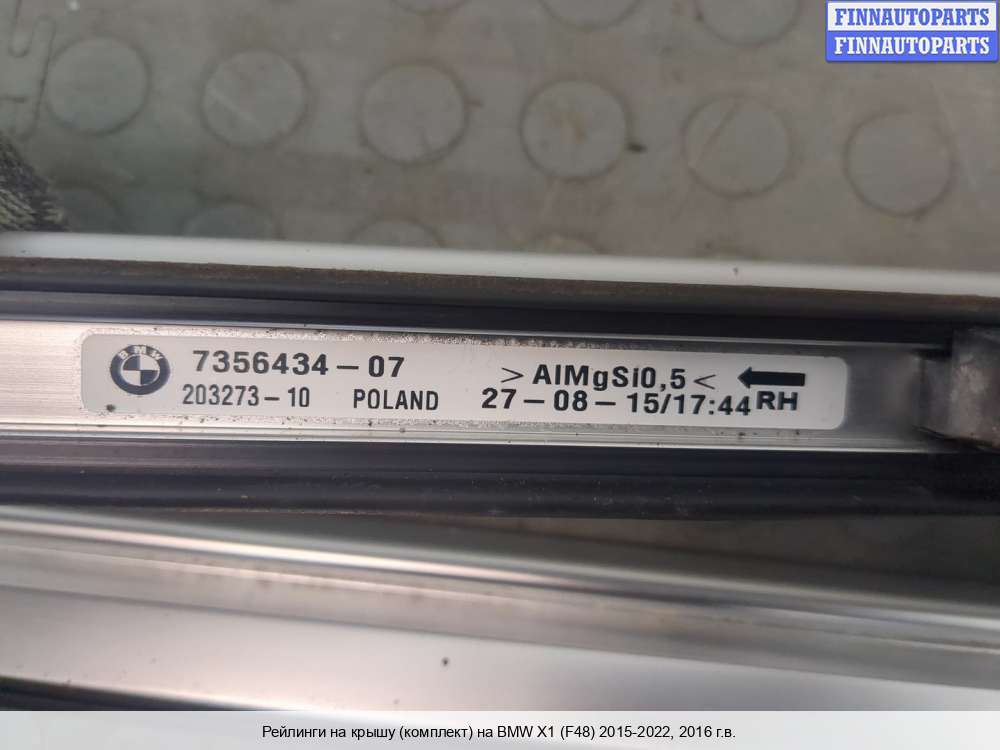 FINNAUTOPARTS
FINNAUTOPARTS
BMW
7356434-07 >AlMgSi0,5<
203273-10 POLAND 27-08-15/17:44 RH
Рейлинги на крышу (комплект) на BMW X1 (F48) 2015-2022, 2016 г.в.